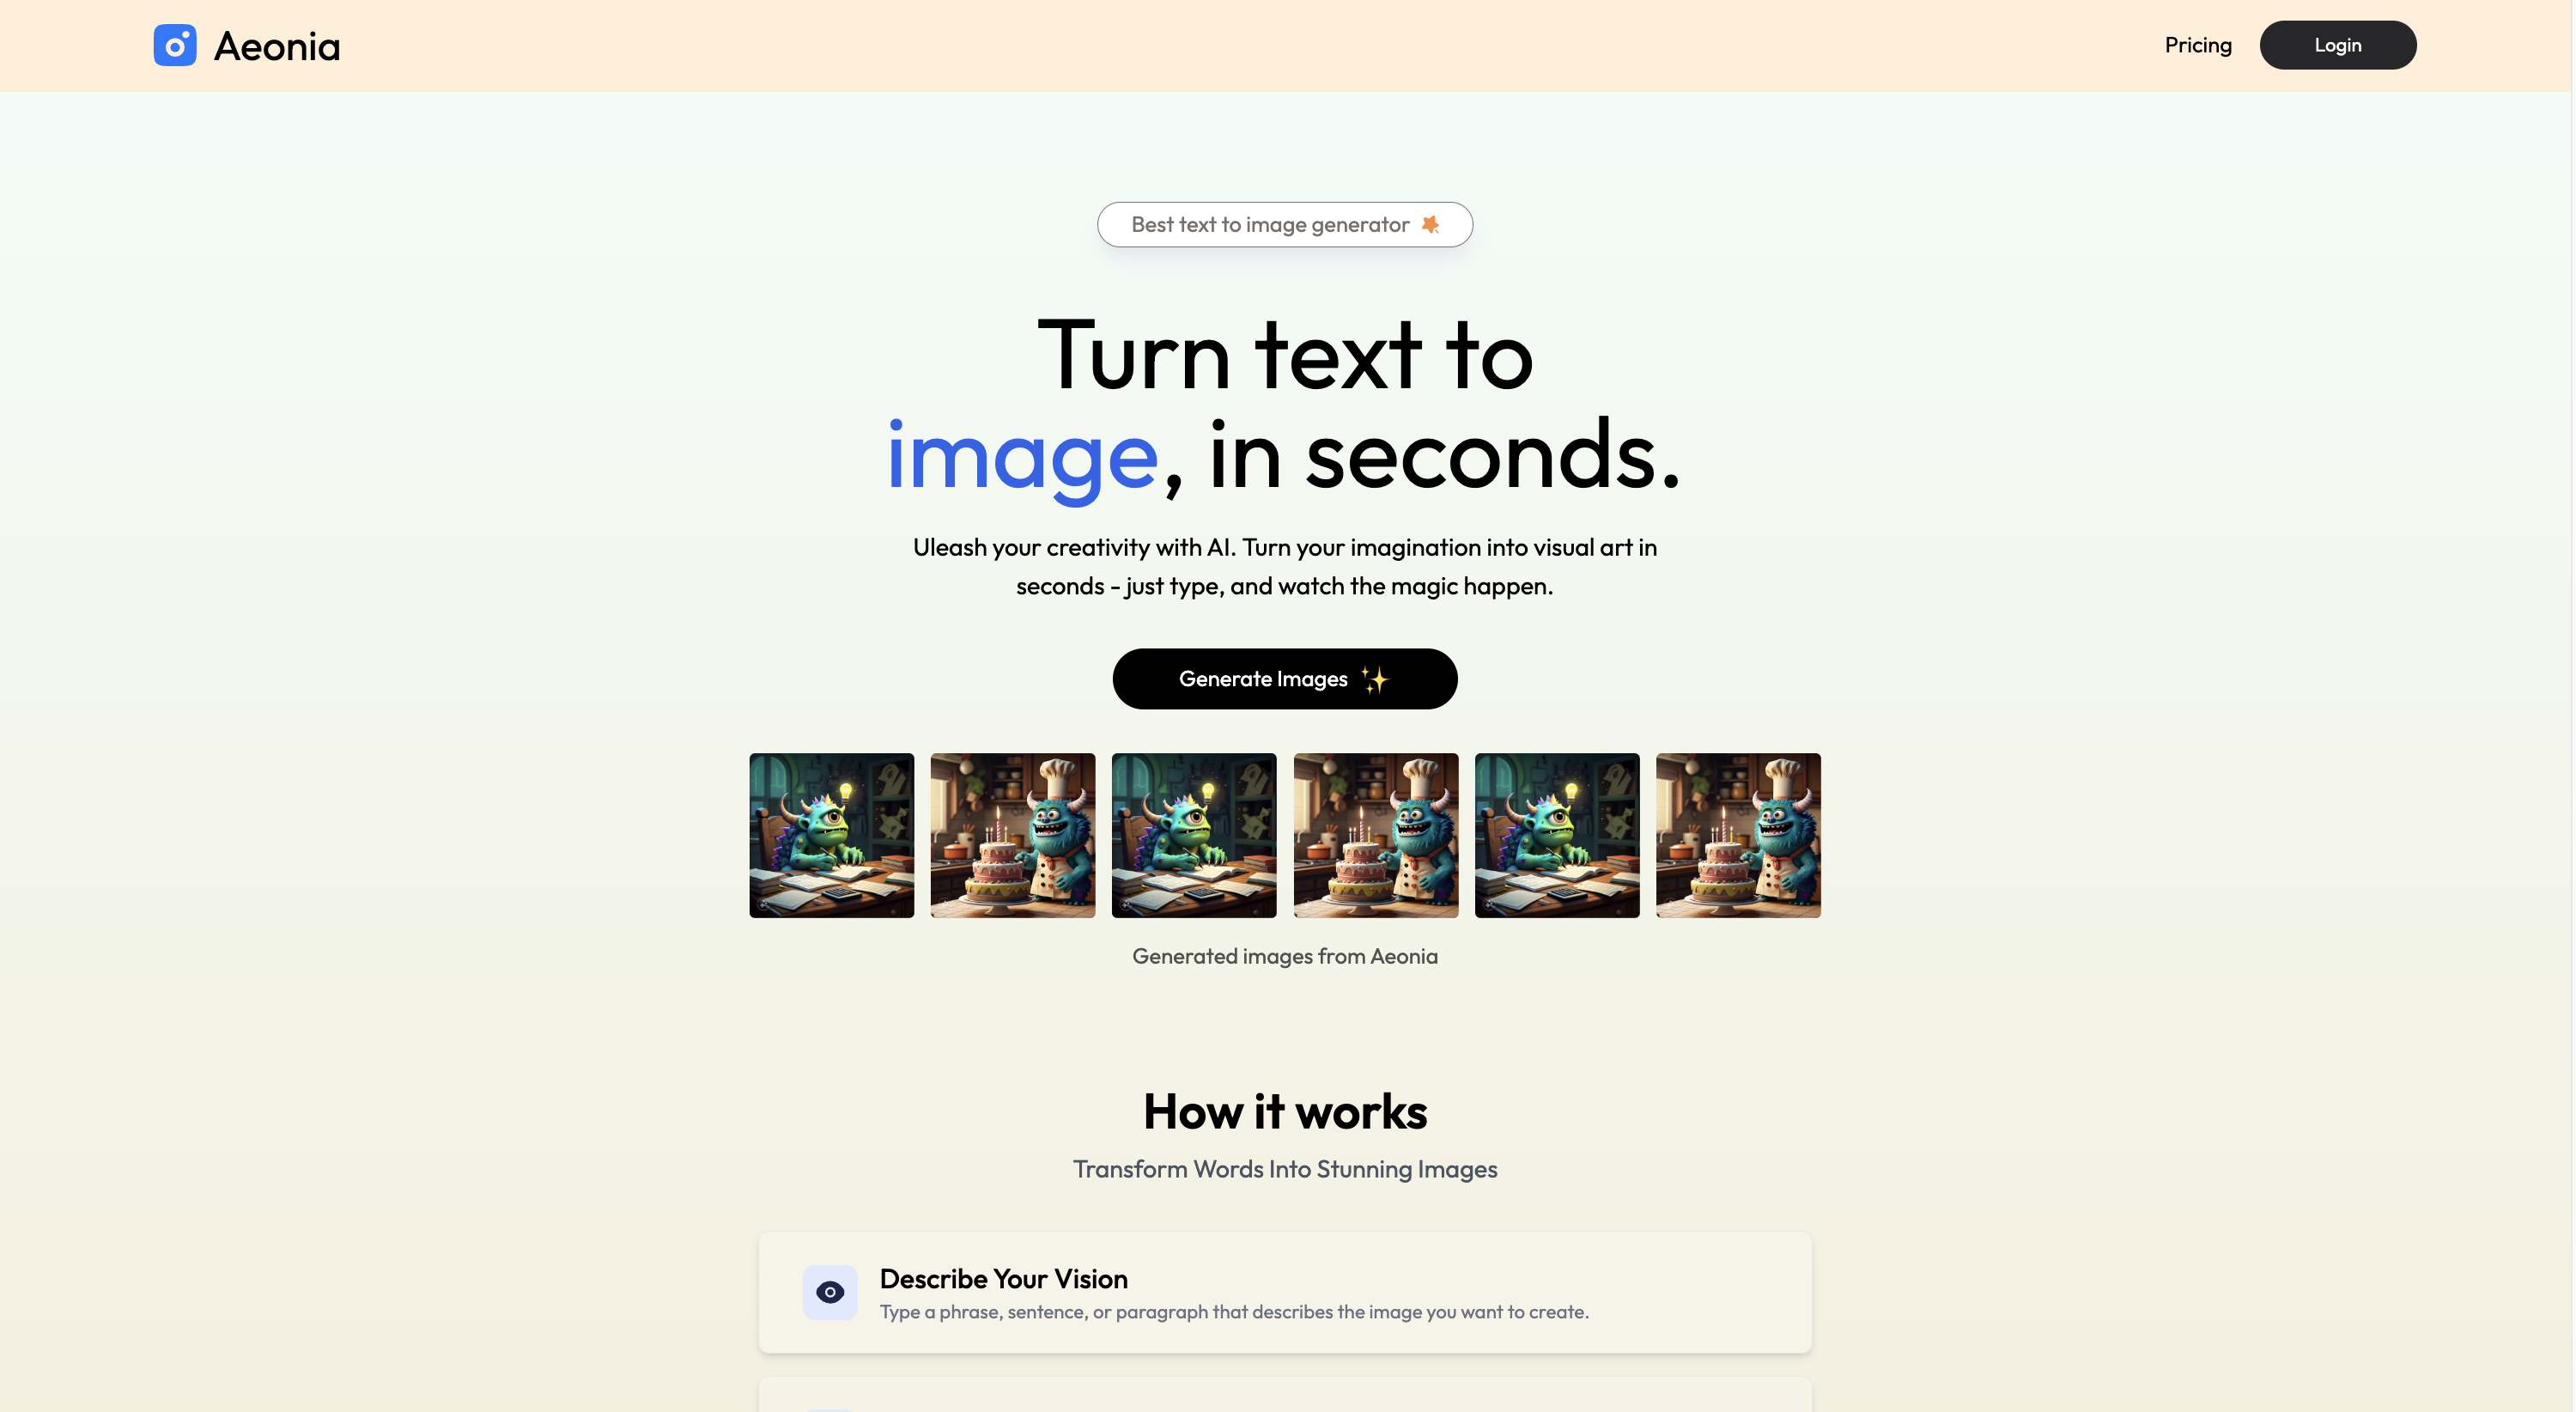 Aeonia
Pricing
Login
Best text to image generator
Turn text to
image, in seconds.
Uleash your creativity with AI. Turn your imagination into visual art in
seconds - just type, and watch the magic happen.
Generate Images
Generated images from Aeonia
How it works
Transform Words Into Stunning Images
Describe Your Vision
Type a phrase, sentence, or paragraph that describes the image you want to create.